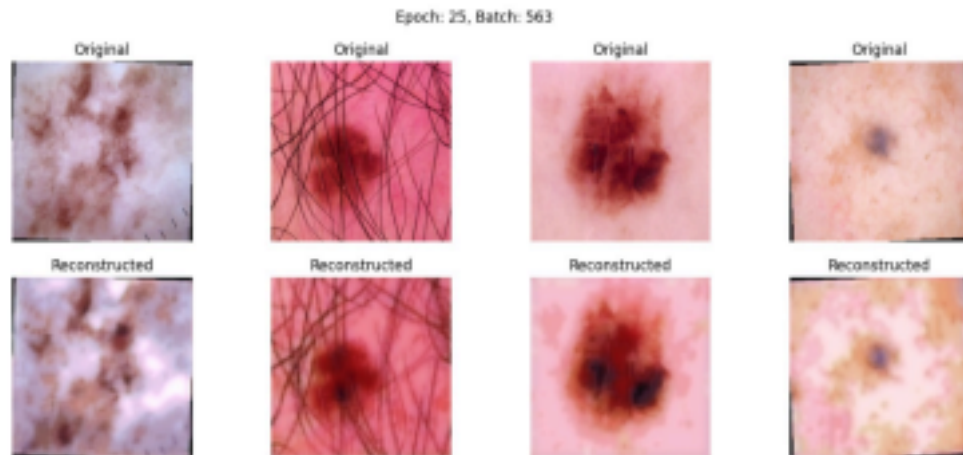 Epoch: 25, Batch: 563
Original Original Original Original
Reconstructed Reconstructed Reconstructed Reconstructed